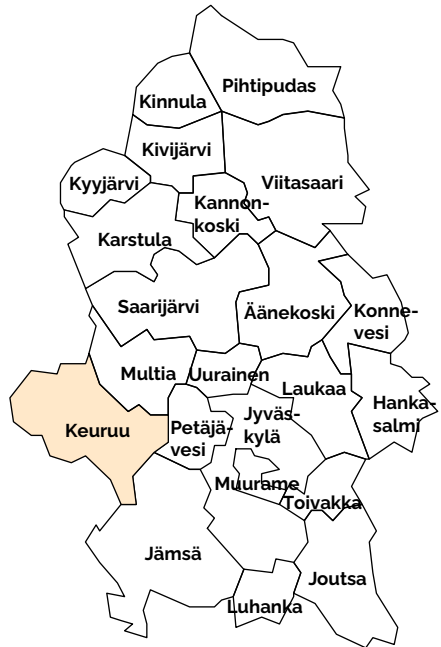 Pihtipudas
Kinnula
Kivijärvi
Kyyjärvi
Viitasaari
Kannon-
koski
Karstula
Saarijärvi
Äänekoski
Konne-
vesi
Multia
Uurainen
Laukaa
Hanka-
salmi
Keuruu
Petäjä-
vesi
Jyväs-
kylä
Muurame
Toivakka
Jämsä
Joutsa
Luhanka